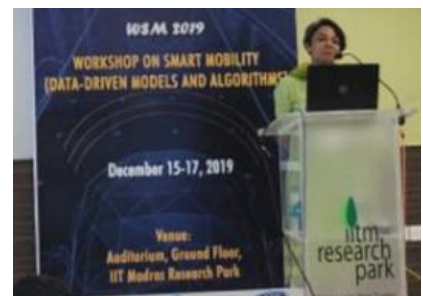 WSM 2019
WORKSHOP ON SMART MOBILITY
(DATA-DRIVEN MODELS AND ALGORITHMS)
December 15-17, 2019
Venue:
Auditorium, Ground Floor,
IIT Madras Research Park
iitm
research
park